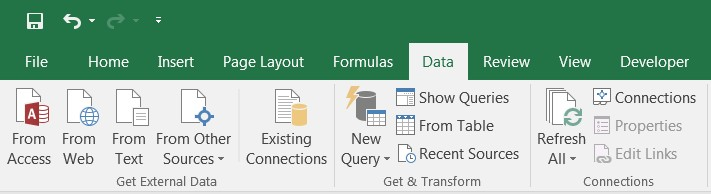 File Home Insert Page Layout Formulas Data Review View Developer
From Access
From Web
From Text
From Other Sources
Existing Connections
Get External Data
New Query
Show Queries
From Table
Recent Sources
Get & Transform
Refresh All
Connections
Properties
Edit Links
Connections